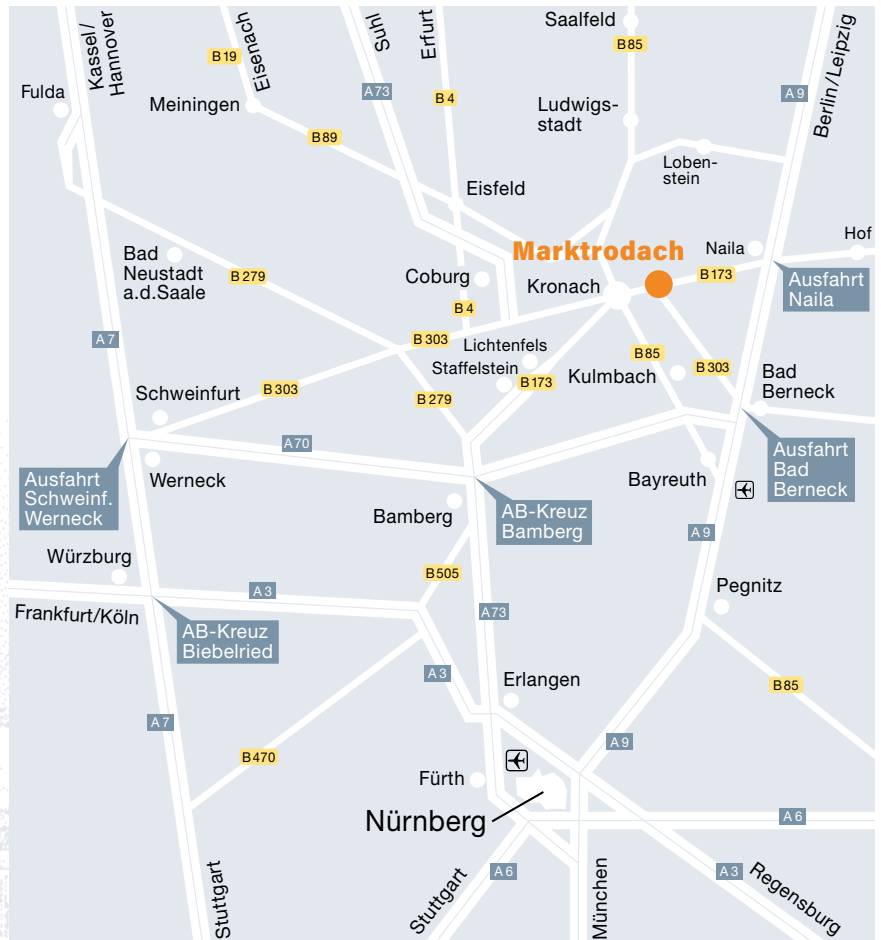 Kassel/
Hannover
Eisenach
Suhl
Erfurt
Saalfeld
Berlin/Leipzig
B19
B85
Fulda
Meiningen
A73
B4
Ludwigs-
stadt
A9
B89
Loben-
stein
Eisfeld
Marktrodach
Naila
Hof
Bad
Neustadt
a.d.Saale
B279
Coburg
Kronach
B173
Ausfahrt
Naila
B4
A7
B303
Lichtenfels
Staffelstein
B85
B303
B173
Kulmbach
Bad
Berneck
Schweinfurt
B303
B279
A70
Ausfahrt
Schweinf.
Werneck
Werneck
Bayreuth
Ausfahrt
Bad
Berneck
Bamberg
AB-Kreuz
Bamberg
A9
Würzburg
B505
A3
Pegnitz
Frankfurt/Köln
A73
AB-Kreuz
Biebelried
A3
Erlangen
B85
A7
A9
B470
Fürth
Nürnberg
A6
Stuttgart
Stuttgart
A6
München
A3
Regensburg